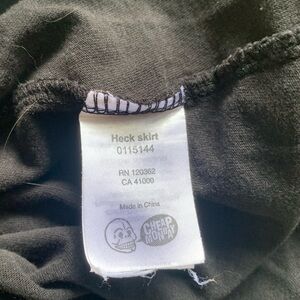 Heck skirt
0115144
RN 120362
CA 41000
Made in China
CHEAP
MONDAY